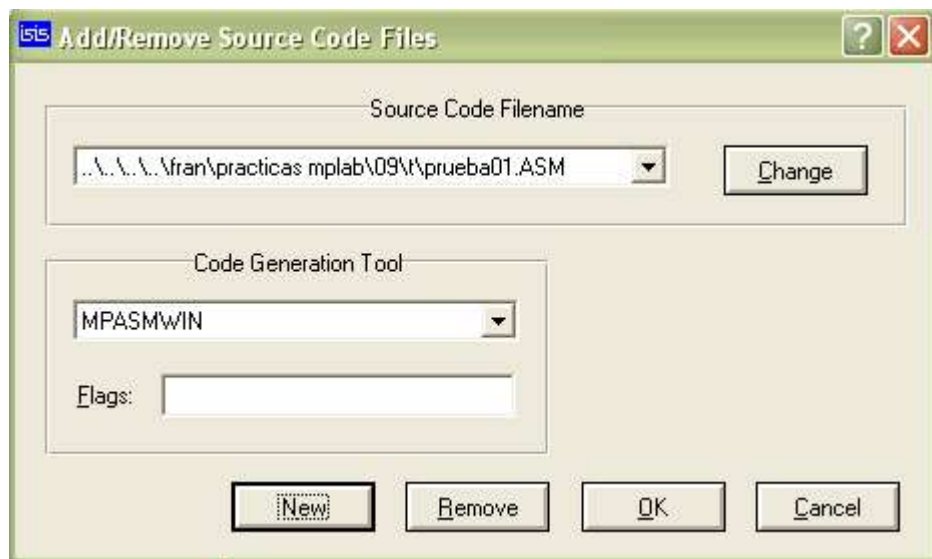 isis Add/Remove Source Code Files ?
Source Code Filename
..\..\..\..\fran\practicas mplab\09\t\prueba01.ASM
Change
Code Generation Tool
MPASMWIN
Flags:
New Remove OK Cancel